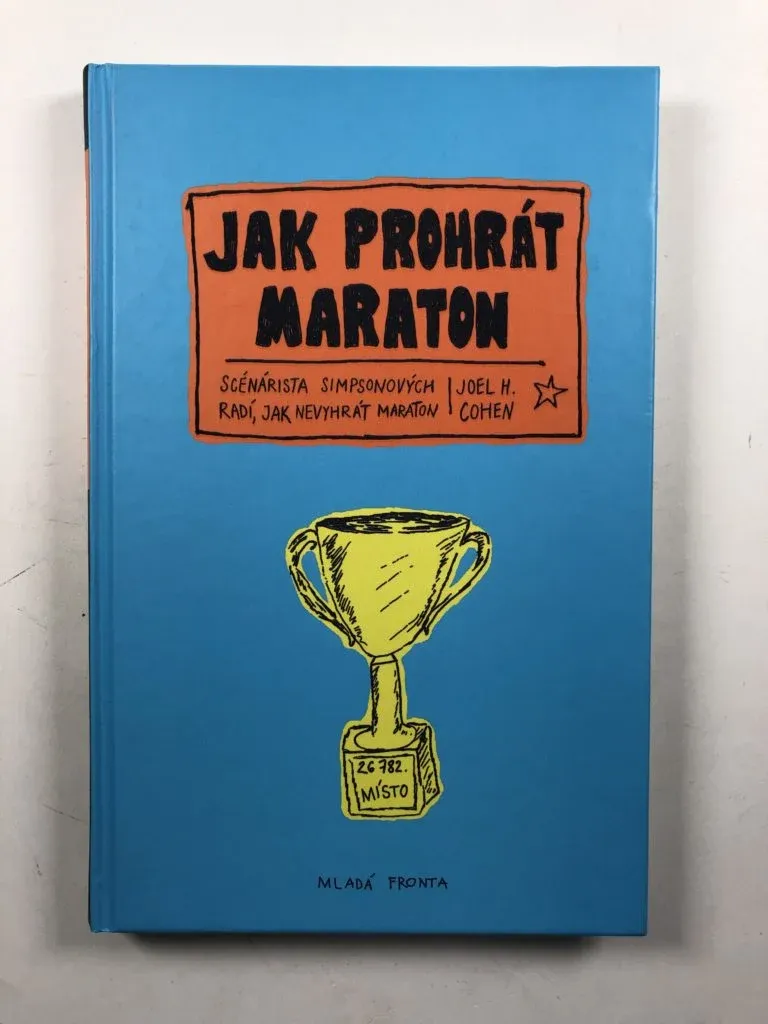 JAK PROHRÁT
MARATON
SCÉNÁRISTA SIMPSONOVÝCH
RADÍ, JAK NEVYHRÁT MARATON
JOEL H.
COHEN
26 782.
MÍSTO
MLADÁ FRONTA